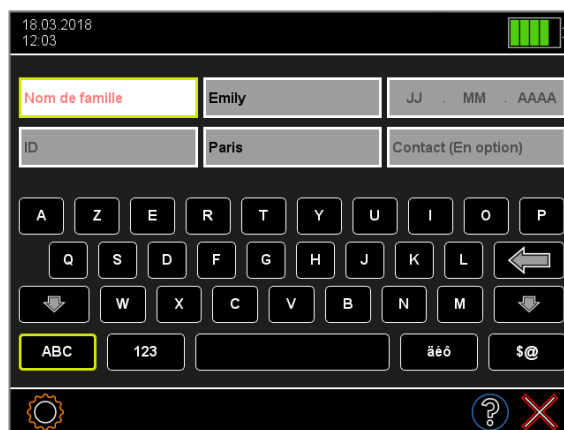 18.03.2018
12:03
Nom de famille Emily JJ . MM . AAAA
ID Paris Contact (En option)
A Z E R T Y U I O P
Q S D F G H J K L
W X C V B N M
ABC 123 äéô $@
?